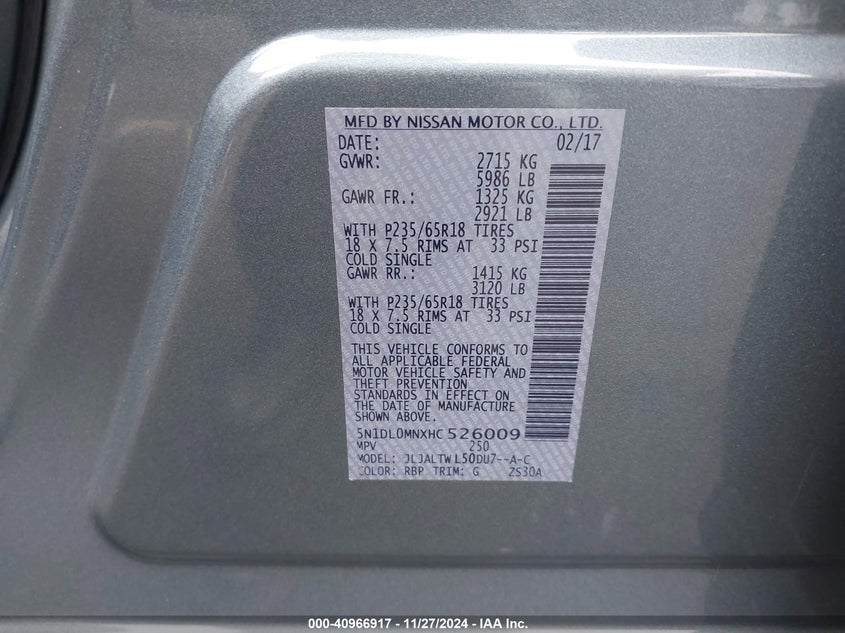 MFD BY NISSAN MOTOR CO., LTD.
DATE: 02/17
GVWR: 2715 KG
5986 LB
GAWR FR.: 1325 KG
2921 LB
WITH P235/65R18 TIRES
18 X 7.5 RIMS AT 33 PSI
COLD SINGLE
GAWR RR.: 1415 KG
3120 LB
WITH P235/65R18 TIRES
18 X 7.5 RIMS AT 33 PSI
COLD SINGLE
THIS VEHICLE CONFORMS TO
ALL APPLICABLE FEDERAL
MOTOR VEHICLE SAFETY AND
THEFT PREVENTION
STANDARDS IN EFFECT ON
THE DATE OF MANUFACTURE
SHOWN ABOVE.
5N1DL0MNXHC 526009
MPV 250
MODEL: JLJALTW L50DUZ--A-C
COLOR: RBP TRIM: G ZS30A
000-40966917 - 11/27/2024 - IAA Inc.